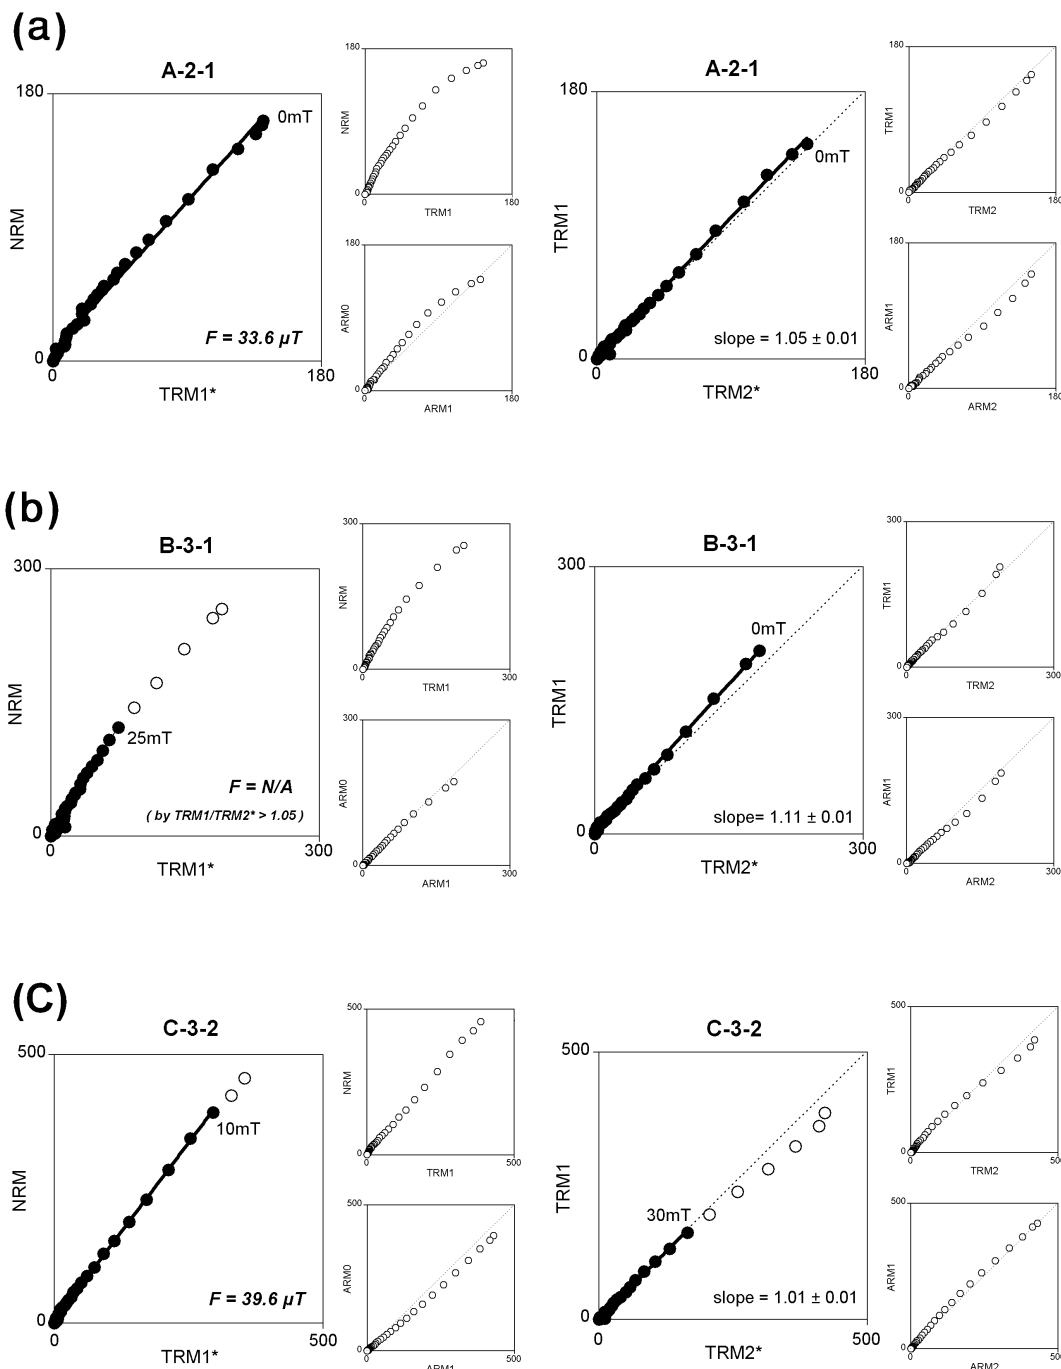 (a)
A-2-1
180
NRM
0mT
F = 33.6 µT
0
0
180
TRM1*
180
NRM
0
0
TRM1
180
180
ARM0
0
0
ARM1
180
A-2-1
180
TRM1
0mT
slope = 1.05 ± 0.01
0
0
180
TRM2*
180
TRM1
0
0
TRM2
180
180
ARM1
0
0
ARM2
180
(b)
B-3-1
300
NRM
25mT
F = N/A
( by TRM1/TRM2* > 1.05 )
0
0
300
TRM1*
300
NRM
0
0
TRM1
300
300
ARM0
0
0
ARM1
300
B-3-1
300
TRM1
0mT
slope= 1.11 ± 0.01
0
0
300
TRM2*
300
TRM1
0
0
TRM2
300
300
ARM1
0
0
ARM2
300
(C)
C-3-2
500
NRM
10mT
F = 39.6 µT
0
0
500
TRM1*
500
NRM
0
0
TRM1
500
500
ARM0
0
0
ARM1
500
C-3-2
500
TRM1
30mT
slope = 1.01 ± 0.01
0
0
500
TRM2*
500
TRM1
0
0
TRM2
500
ARM1
0
0
ARM2